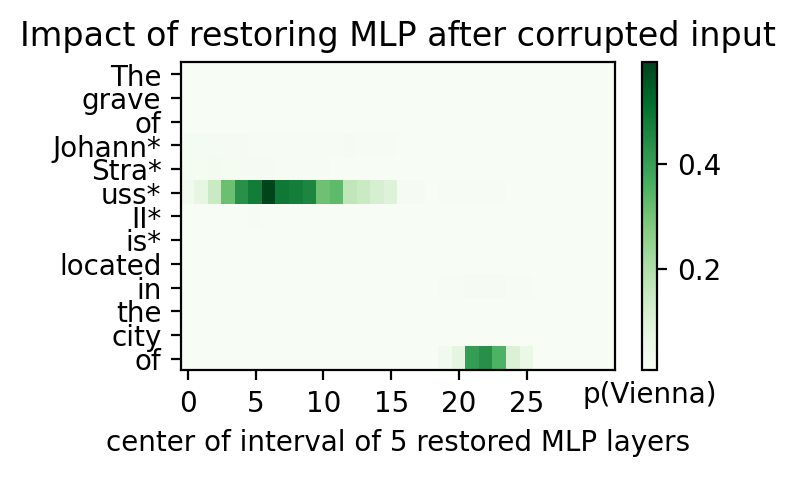 Impact of restoring MLP after corrupted input
The
grave
of
Johann*
Stra*
uss*
II*
is*
located
in
the
city
of
0 5 10 15 20 25
center of interval of 5 restored MLP layers
0.4
0.2
p(Vienna)